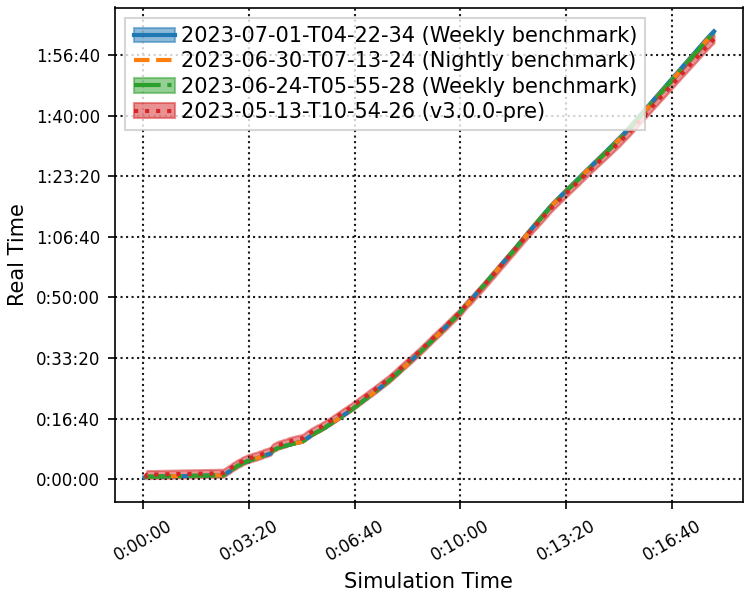 2023-07-01-T04-22-34 (Weekly benchmark)
2023-06-30-T07-13-24 (Nightly benchmark)
2023-06-24-T05-55-28 (Weekly benchmark)
2023-05-13-T10-54-26 (v3.0.0-pre)
1:56:40
1:40:00
1:23:20
1:06:40
0:50:00
0:33:20
0:16:40
0:00:00
Real Time
0:00:00
0:03:20
0:06:40
0:10:00
0:13:20
0:16:40
Simulation Time